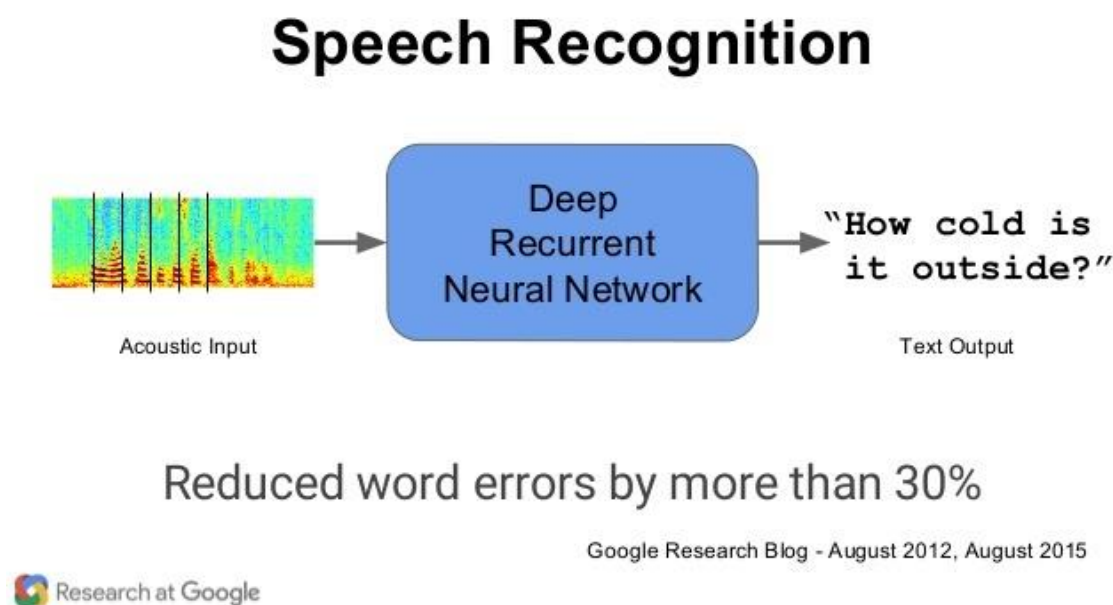 Speech Recognition
Deep
Recurrent
Neural Network
“How cold is
it outside?”
Acoustic Input
Text Output
Reduced word errors by more than 30%
Google Research Blog - August 2012, August 2015
Research at Google